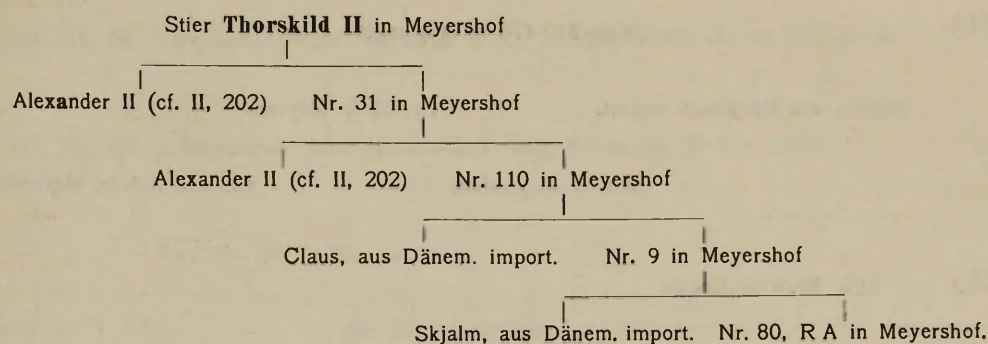 Stier Thorskild II in Meyershof
Alexander II (cf. II, 202) Nr. 31 in Meyershof
Alexander II (cf. II, 202) Nr. 110 in Meyershof
Claus, aus Dänem. import. Nr. 9 in Meyershof
Skjalm, aus Dänem. import. Nr. 80, R A in Meyershof.